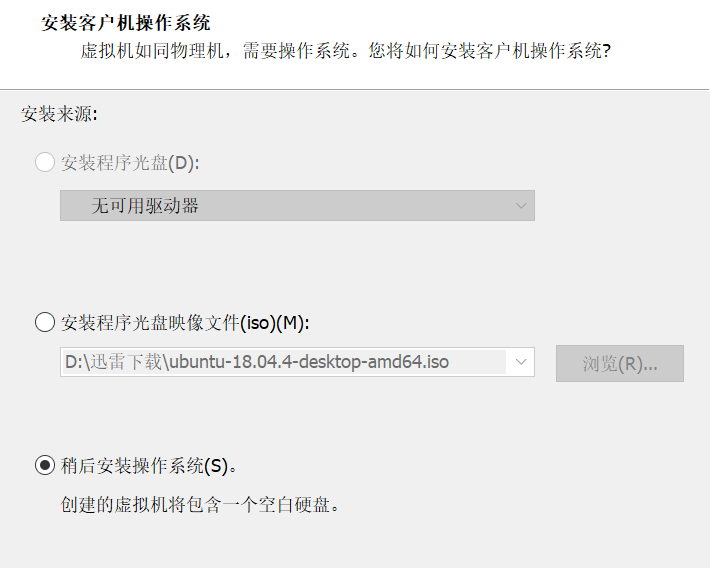 安装客户机操作系统
虚拟机如同物理机，需要操作系统。您将如何安装客户机操作系统?
安装来源:
安装程序光盘(D):
无可用驱动器
安装程序光盘映像文件(iso)(M):
D:\迅雷下载\ubuntu-18.04.4-desktop-amd64.iso
浏览(R)...
稍后安装操作系统(S)。
创建的虚拟机将包含一个空白硬盘。